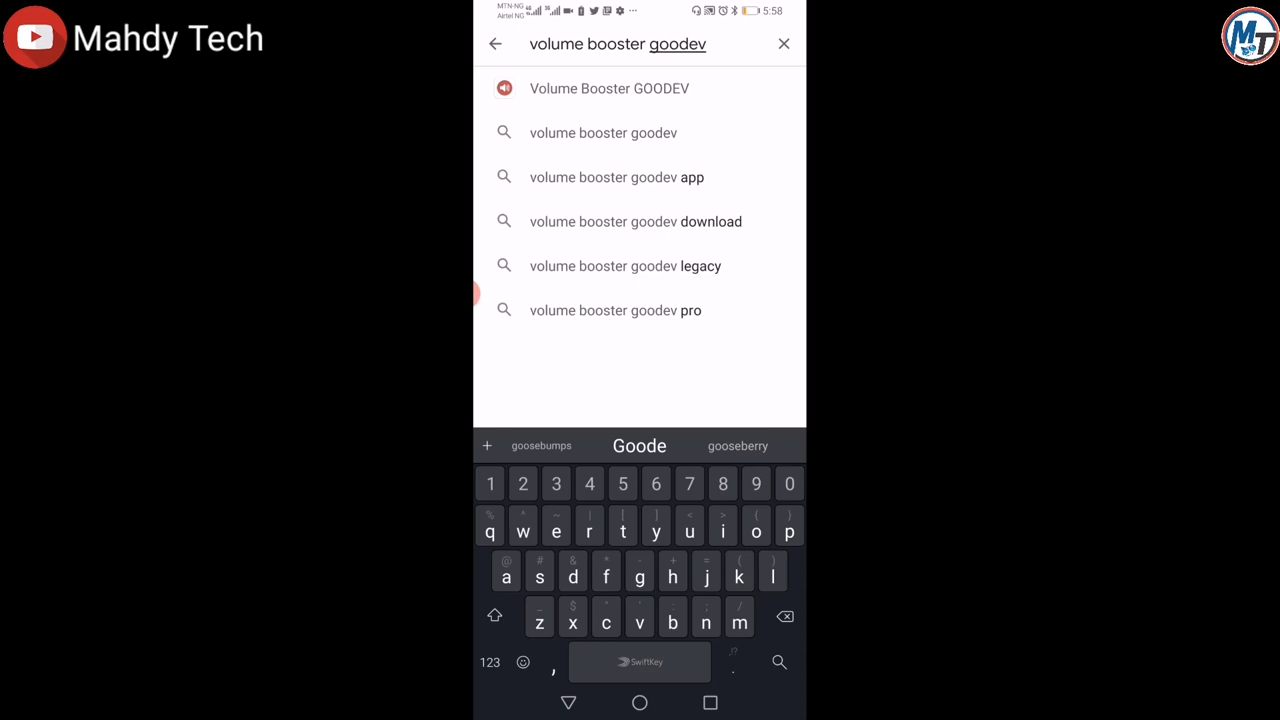 Mahdy Tech
MT
MTN-NG
Airtel NG
5:58
volume booster goodev
Volume Booster GOODEV
volume booster goodev
volume booster goodev app
volume booster goodev download
volume booster goodev legacy
volume booster goodev pro
+ goosebumps Goode gooseberry
1 2 3 4 5 6 7 8 9 0
% ^ ~ | [ ] < > { }
q w e r t y u i o p
@ # & * - + = ( )
a s d f g h j k l
_ $ " ' : ; /
z x c v b n m
,!?
123 , SwiftKey .